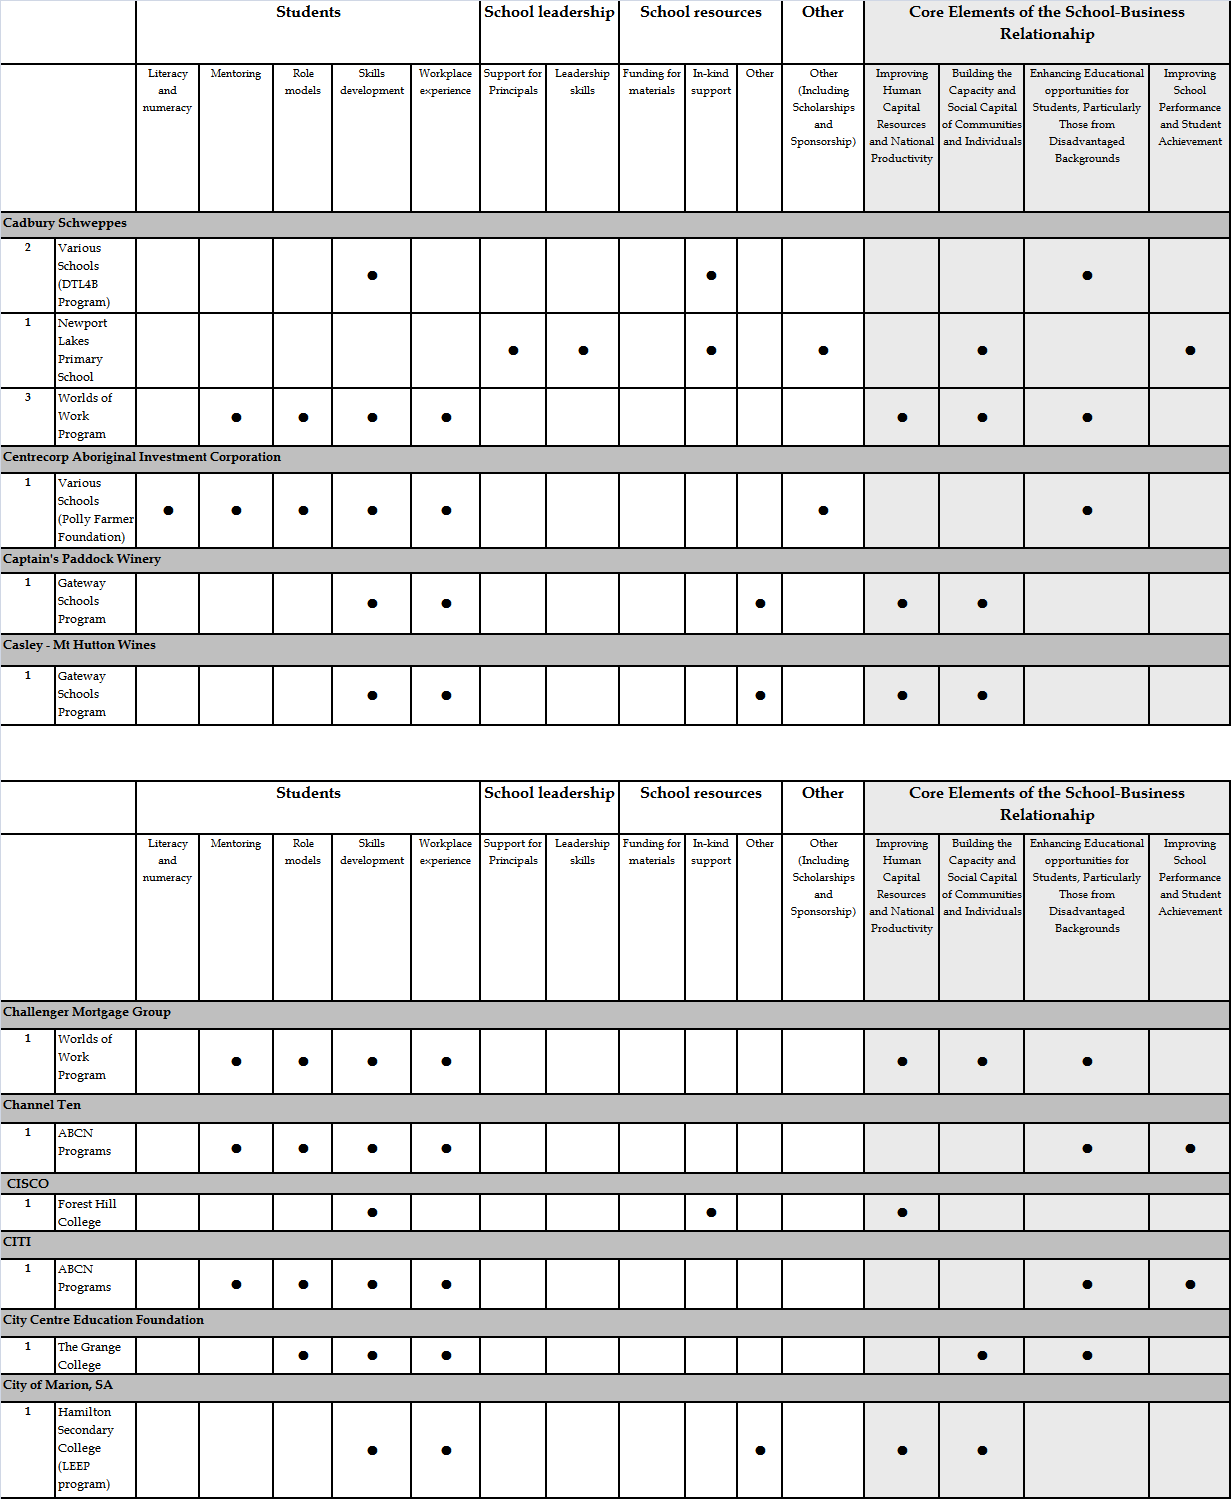 Students School leadership School resources Other Core Elements of the School-Business
Relationahip
Literacy Mentoring Role Skills Workplace Support for Leadership Funding for In-kind Other Other Improving Building the Enhancing Educational Improving
and models development experience Principals skills materials support (Including Human Capacity and opportunities for School
numeracy Scholarships Capital Social Capital Students, Particularly Performance
and Resources of Communities Those from and Student
Sponsorship) and National and Individuals Disadvantaged Achievement
Productivity Backgrounds
Cadbury Schweppes
2 Various
Schools
(DTL4B
Program)
● ● ●
1 Newport
Lakes
Primary
School
● ● ● ● ● ●
3 Worlds of
Work
Program
● ● ● ● ● ● ●
Centrecorp Aboriginal Investment Corporation
1 Various
Schools
(Polly Farmer
Foundation)
● ● ● ● ● ● ●
Captain's Paddock Winery
1 Gateway
Schools
Program
● ● ● ● ●
Casley - Mt Hutton Wines
1 Gateway
Schools
Program
● ● ● ● ●
Students School leadership School resources Other Core Elements of the School-Business
Relationahip
Literacy Mentoring Role Skills Workplace Support for Leadership Funding for In-kind Other Other Improving Building the Enhancing Educational Improving
and models development experience Principals skills materials support (Including Human Capacity and opportunities for School
numeracy Scholarships Capital Social Capital Students, Particularly Performance
and Resources of Communities Those from and Student
Sponsorship) and National and Individuals Disadvantaged Achievement
Productivity Backgrounds
Challenger Mortgage Group
1 Worlds of
Work
Program
● ● ● ● ● ● ●
Channel Ten
1 ABCN
Programs
● ● ● ● ● ●
CISCO
1 Forest Hill
College
● ● ●
CITI
1 ABCN
Programs
● ● ● ● ● ●
City Centre Education Foundation
1 The Grange
College
● ● ● ● ●
City of Marion, SA
1 Hamilton
Secondary
College
(LEEP
program)
● ● ● ● ●